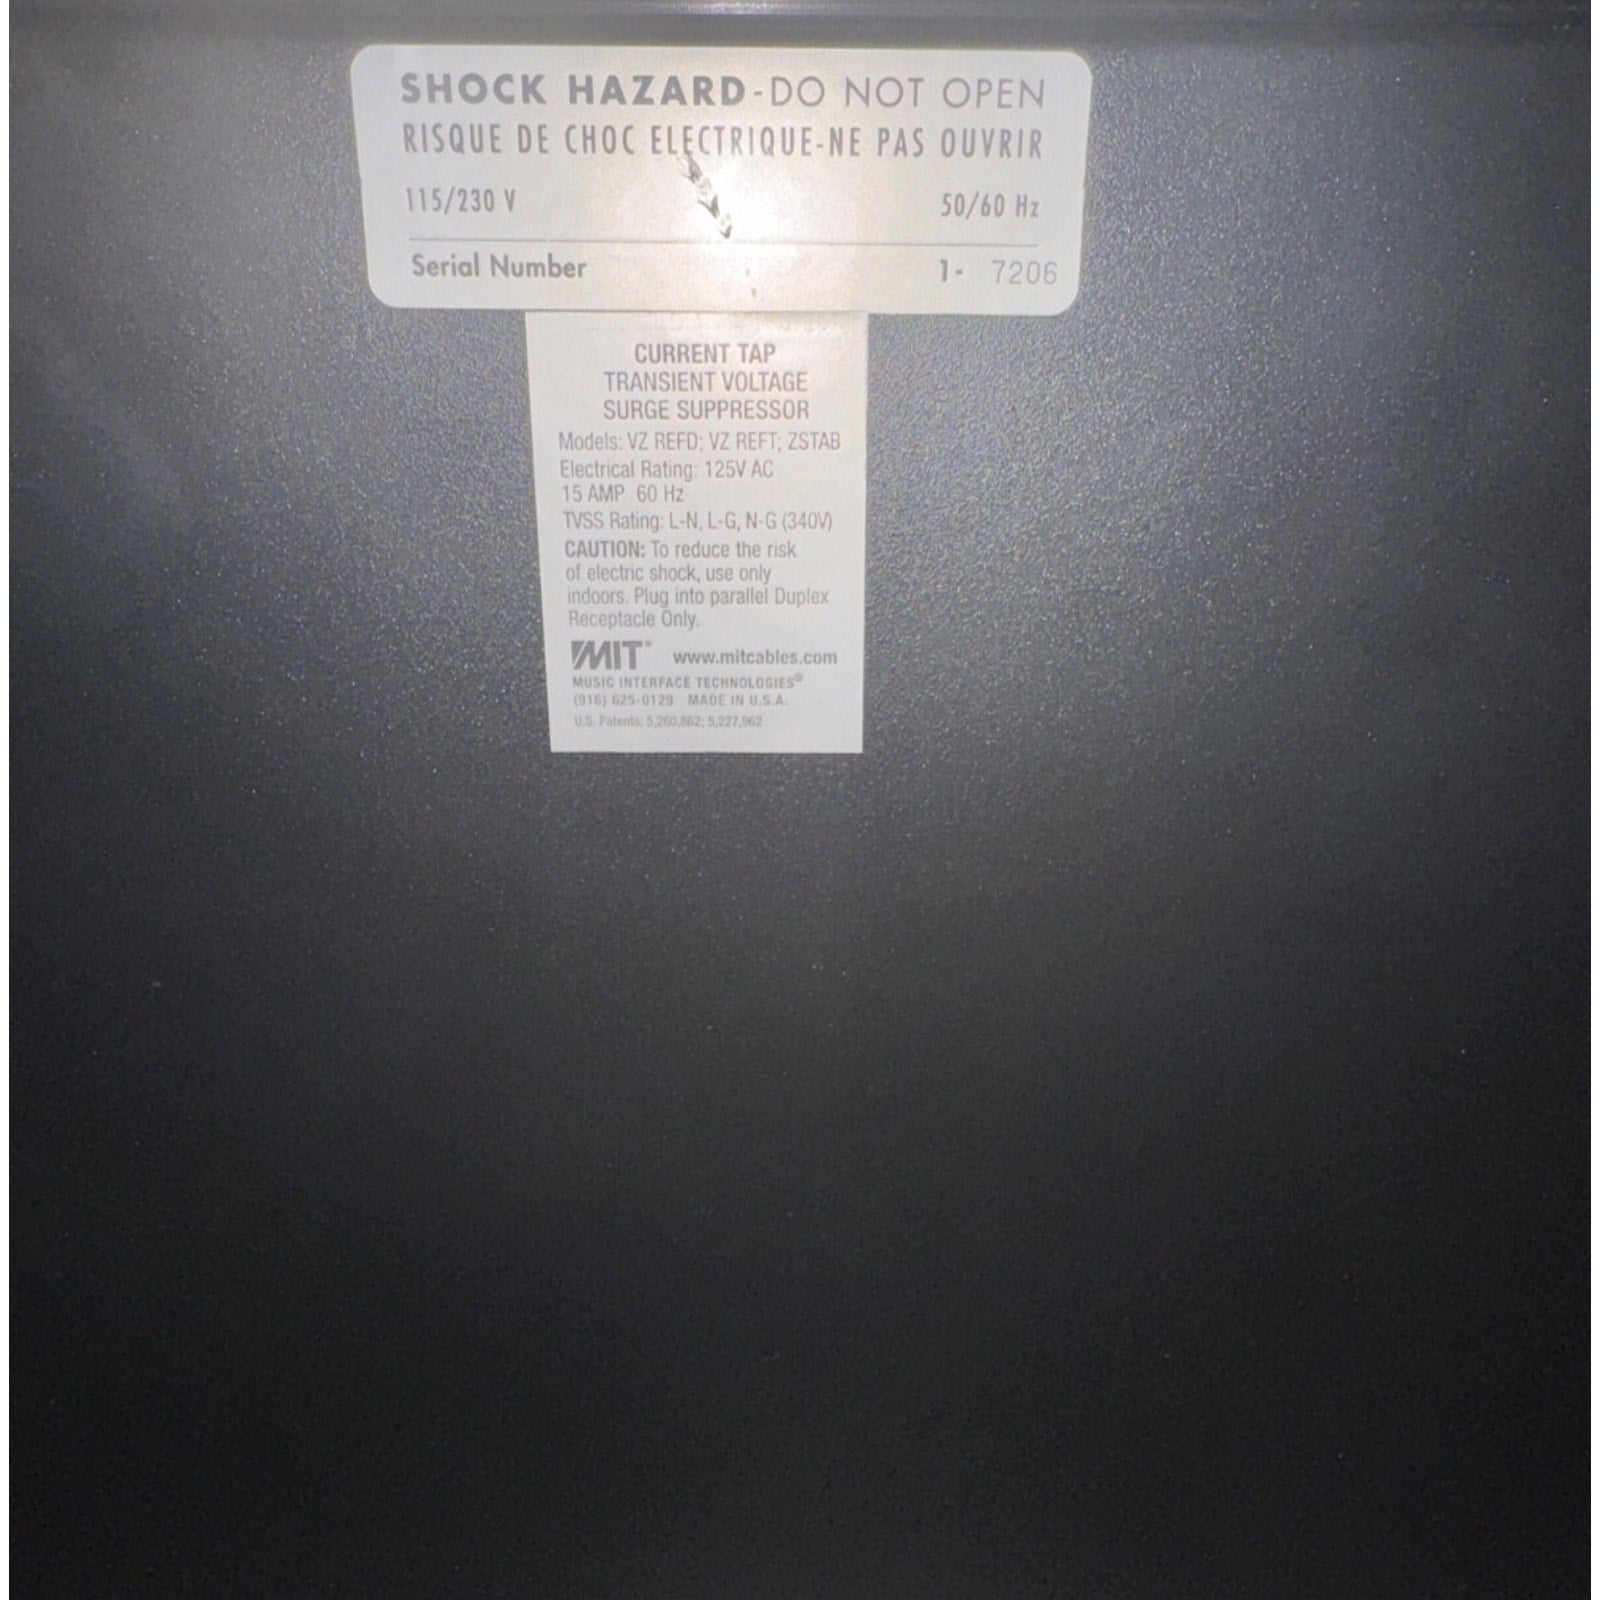 SHOCK HAZARD-DO NOT OPEN
RISQUE DE CHOC ELECTRIQUE-NE PAS OUVRIR
115/230 V 50/60 Hz
Serial Number 1- 7206
CURRENT TAP
TRANSIENT VOLTAGE
SURGE SUPPRESSOR
Models: VZ REFD; VZ REFT; ZSTAB
Electrical Rating: 125V AC
15 AMP 60 Hz
TVSS Rating: L-N, L-G, N-G (340V)
CAUTION: To reduce the risk
of electric shock, use only
indoors. Plug into parallel Duplex
Receptacle Only.
MIT® www.mitcables.com
MUSIC INTERFACE TECHNOLOGIES®
(916) 625-0129 MADE IN U.S.A.
U.S. Patents: 5,260,862; 5,227,962